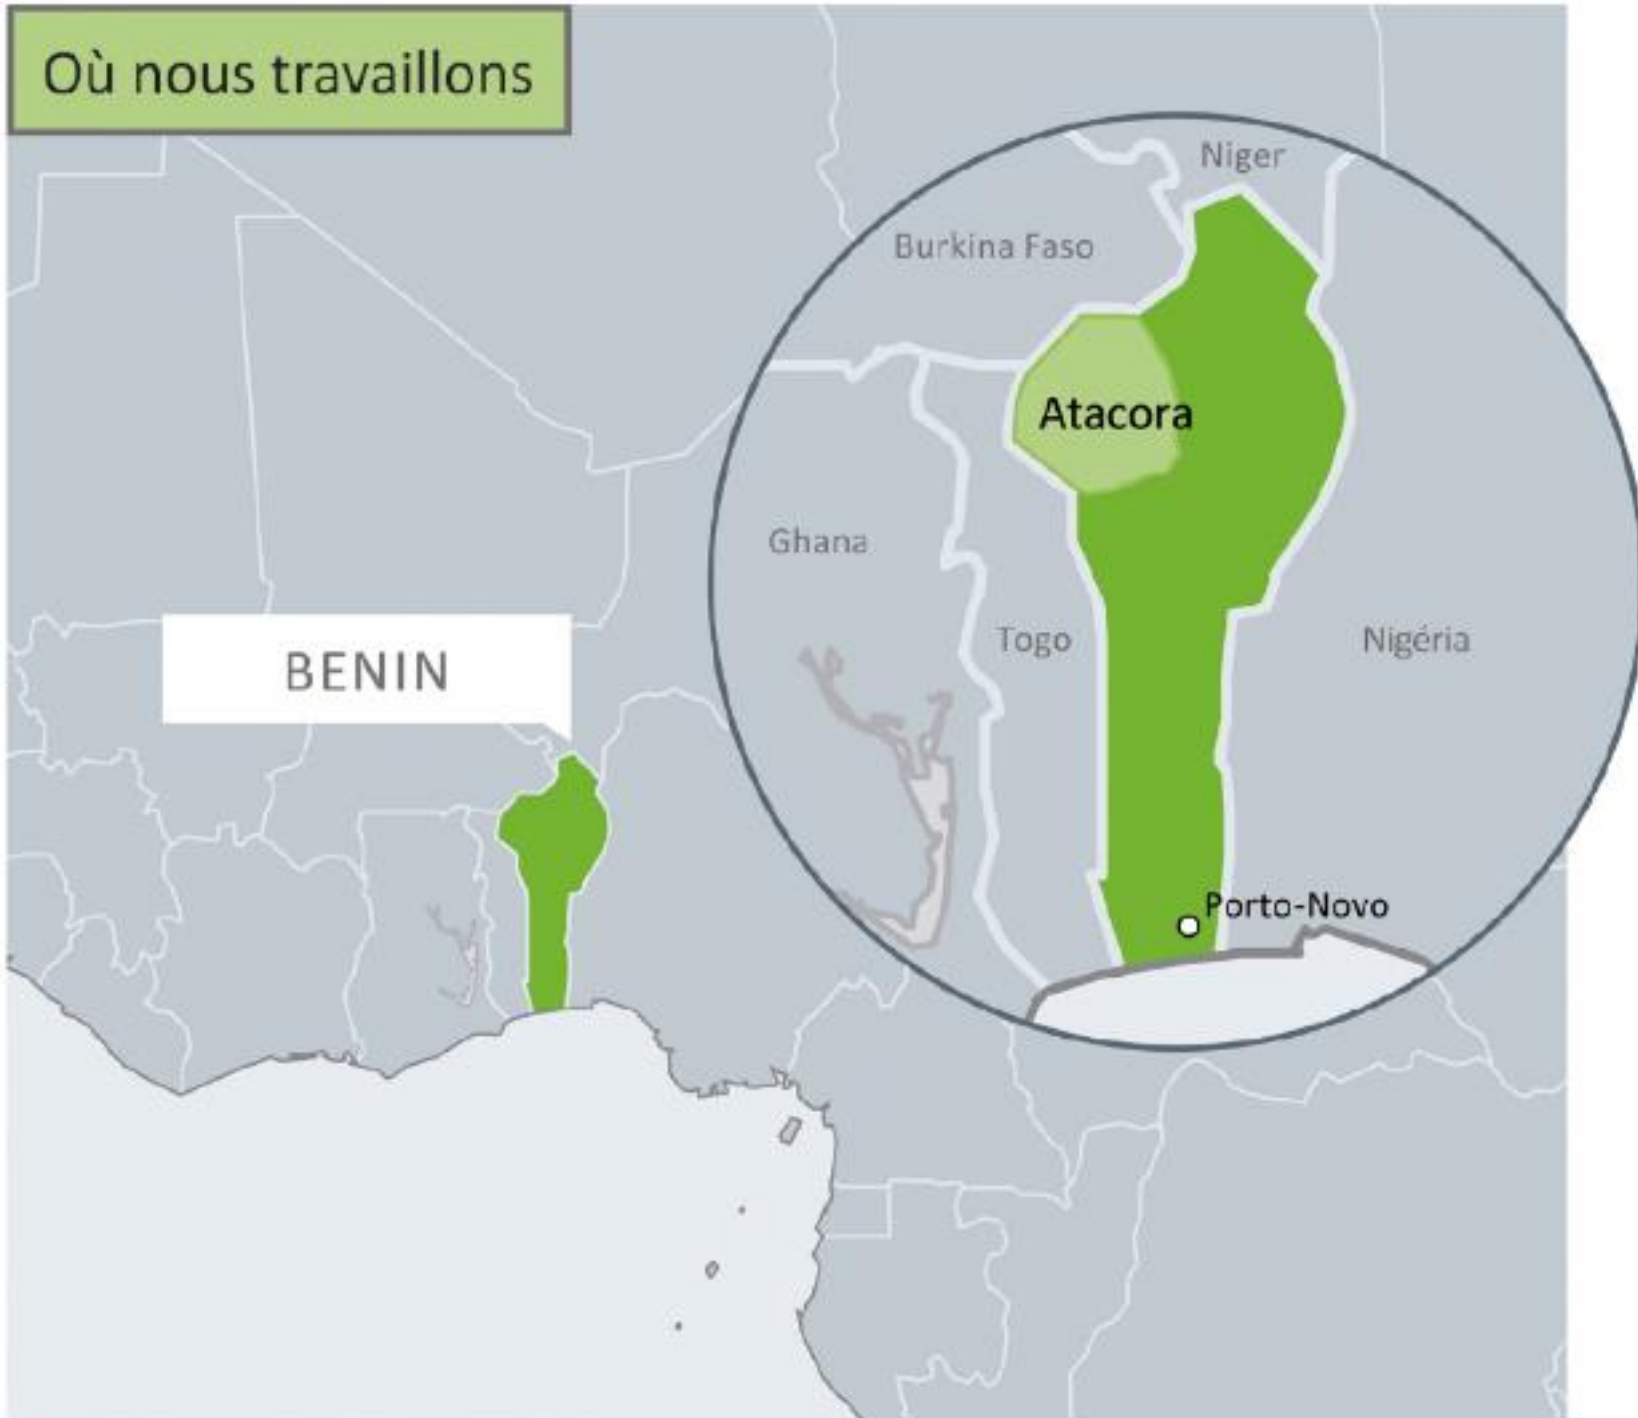 Où nous travaillons
Niger
Burkina Faso
Atacora
Ghana
Togo
Nigéria
BENIN
Porto-Novo